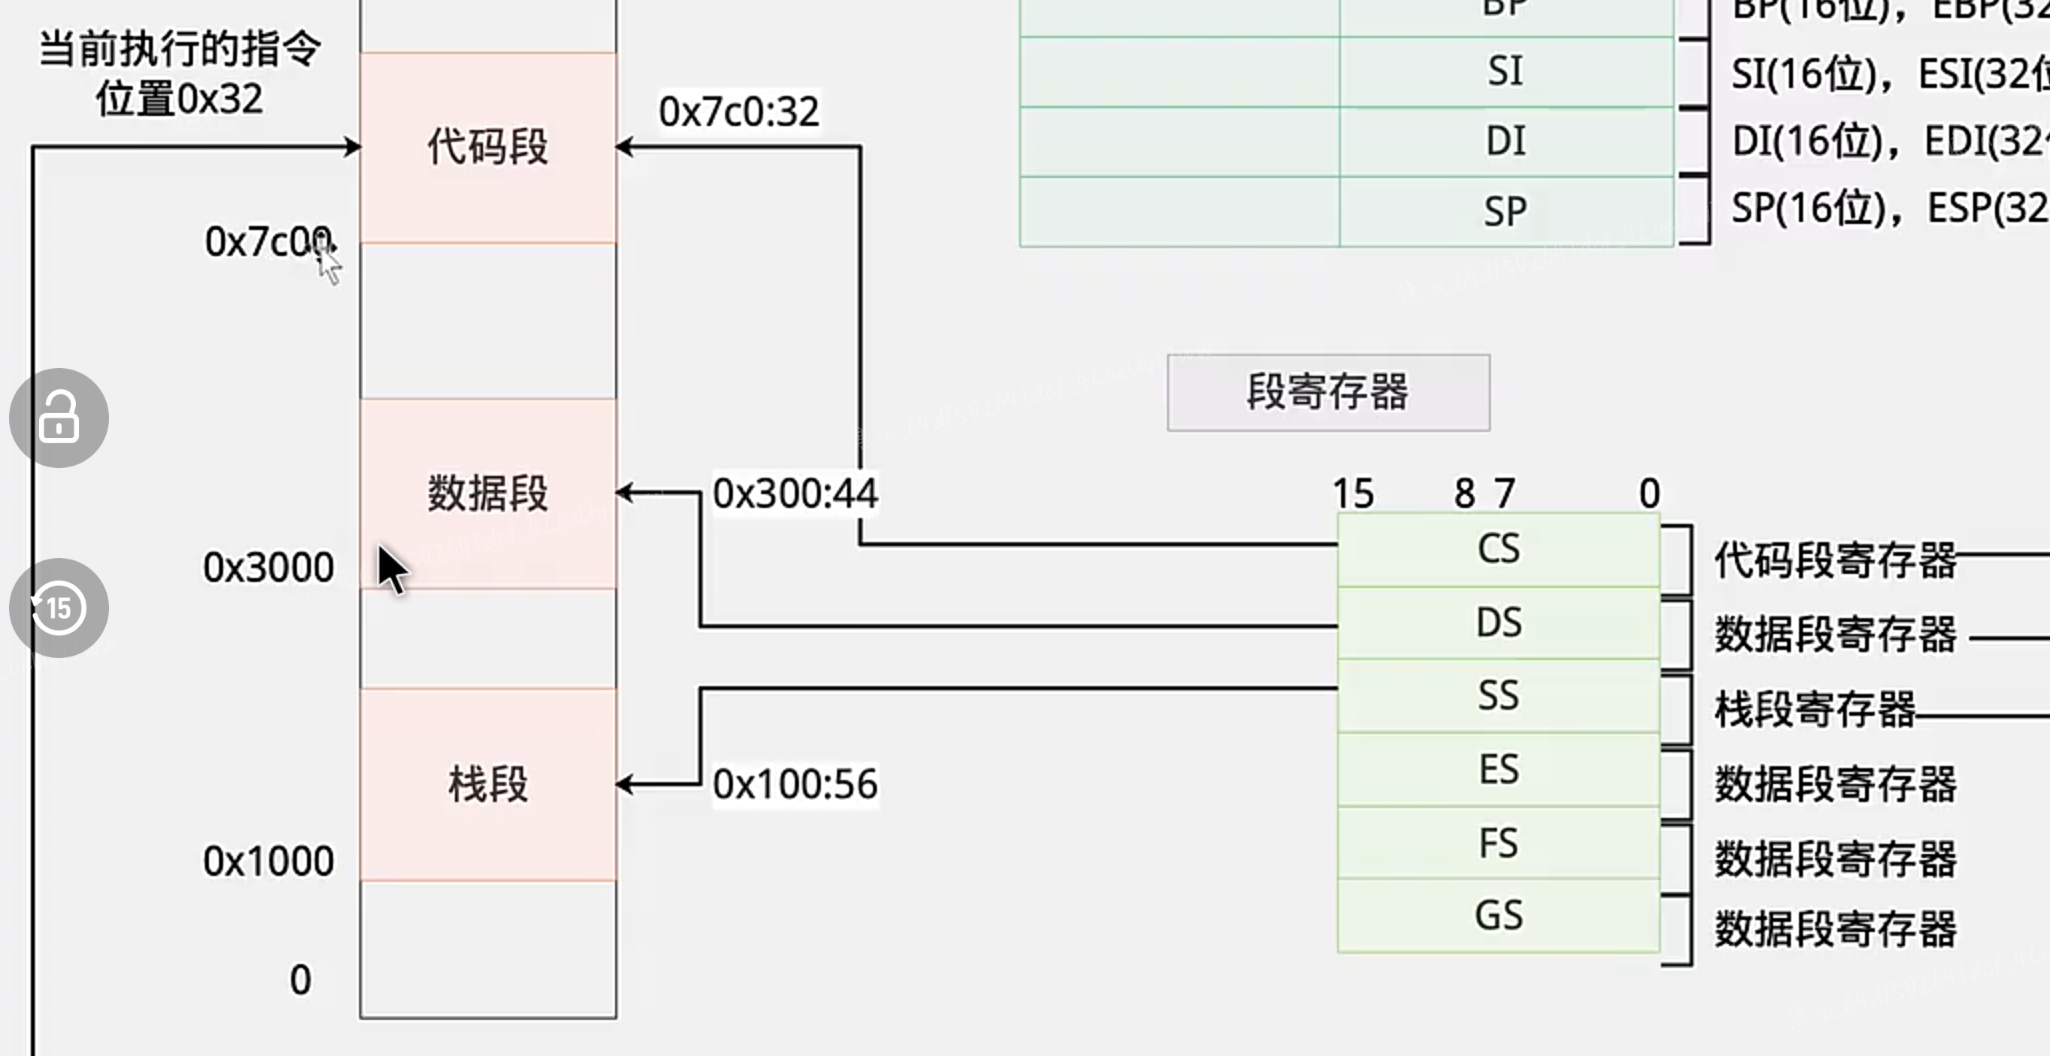 当前执行的指令
位置0x32
代码段
0x7c0:32
0x7c00
数据段
0x300:44
0x3000
栈段
0x100:56
0x1000
0
BP
BP(16位)，EBP(32
SI
SI(16位)，ESI(32位
DI
DI(16位)，EDI(32
SP
SP(16位)，ESP(32
段寄存器
15 8 7 0
CS
代码段寄存器
DS
数据段寄存器
SS
栈段寄存器
ES
数据段寄存器
FS
数据段寄存器
GS
数据段寄存器
15